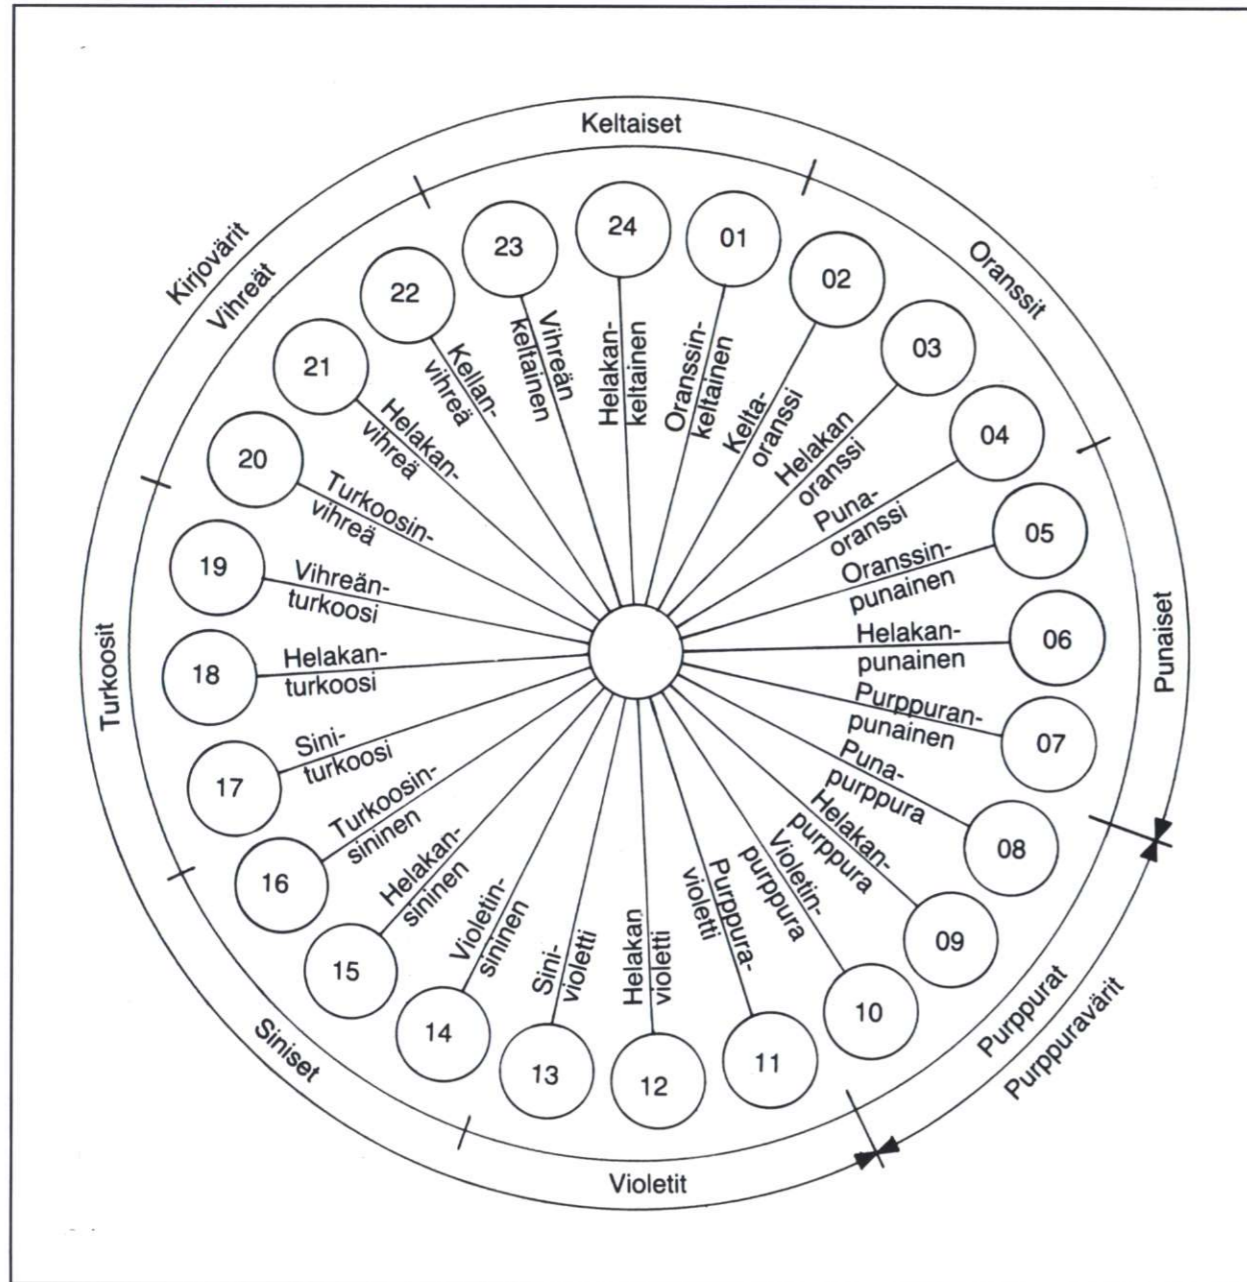 Keltaiset
Oranssit
Punaiset
Purppurat
Purppuravärit
Violetit
Siniset
Turkoosit
Vihreät
Kirjovärit
24
Helakan-
keltainen
01
Oranssin-
keltainen
02
Kelta-
oranssi
03
Helakan
oranssi
04
Puna-
oranssi
05
Oranssin-
punainen
06
Helakan-
punainen
07
Purppuran-
punainen
08
Puna-
purppura
09
Helakan-
purppura
10
Violetin-
purppura
11
Purppura-
violetti
12
Helakan
violetti
13
Sini-
violetti
14
Violetin-
sininen
15
Helakan-
sininen
16
Turkoosin-
sininen
17
Sini-
turkoosi
18
Helakan-
turkoosi
19
Vihreän-
turkoosi
20
Turkoosin-
vihreä
21
Helakan-
vihreä
22
Kellan-
vihreä
23
Vihreän
keltainen